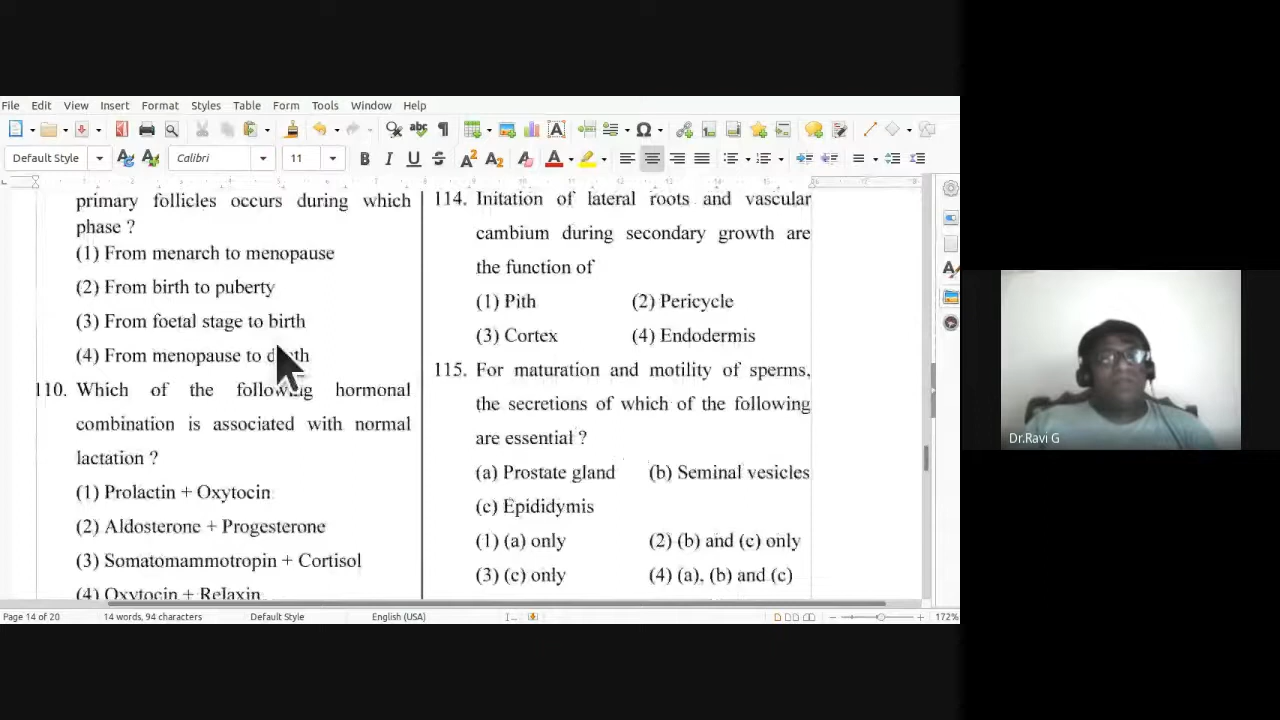 File Edit View Insert Format Styles Table Form Tools Window Help
Default Style Calibri 11
primary follicles occurs during which
phase ?
(1) From menarch to menopause
(2) From birth to puberty
(3) From foetal stage to birth
(4) From menopause to death
110. Which of the following hormonal
combination is associated with normal
lactation ?
(1) Prolactin + Oxytocin
(2) Aldosterone + Progesterone
(3) Somatomammotropin + Cortisol
(4) Oxytocin + Relaxin
114. Initation of lateral roots and vascular
cambium during secondary growth are
the function of
(1) Pith (2) Pericycle
(3) Cortex (4) Endodermis
115. For maturation and motility of sperms,
the secretions of which of the following
are essential ?
(a) Prostate gland (b) Seminal vesicles
(c) Epididymis
(1) (a) only (2) (b) and (c) only
(3) (c) only (4) (a), (b) and (c)
Page 14 of 20 14 words, 94 characters Default Style English (USA) 172%
Dr.Ravi G